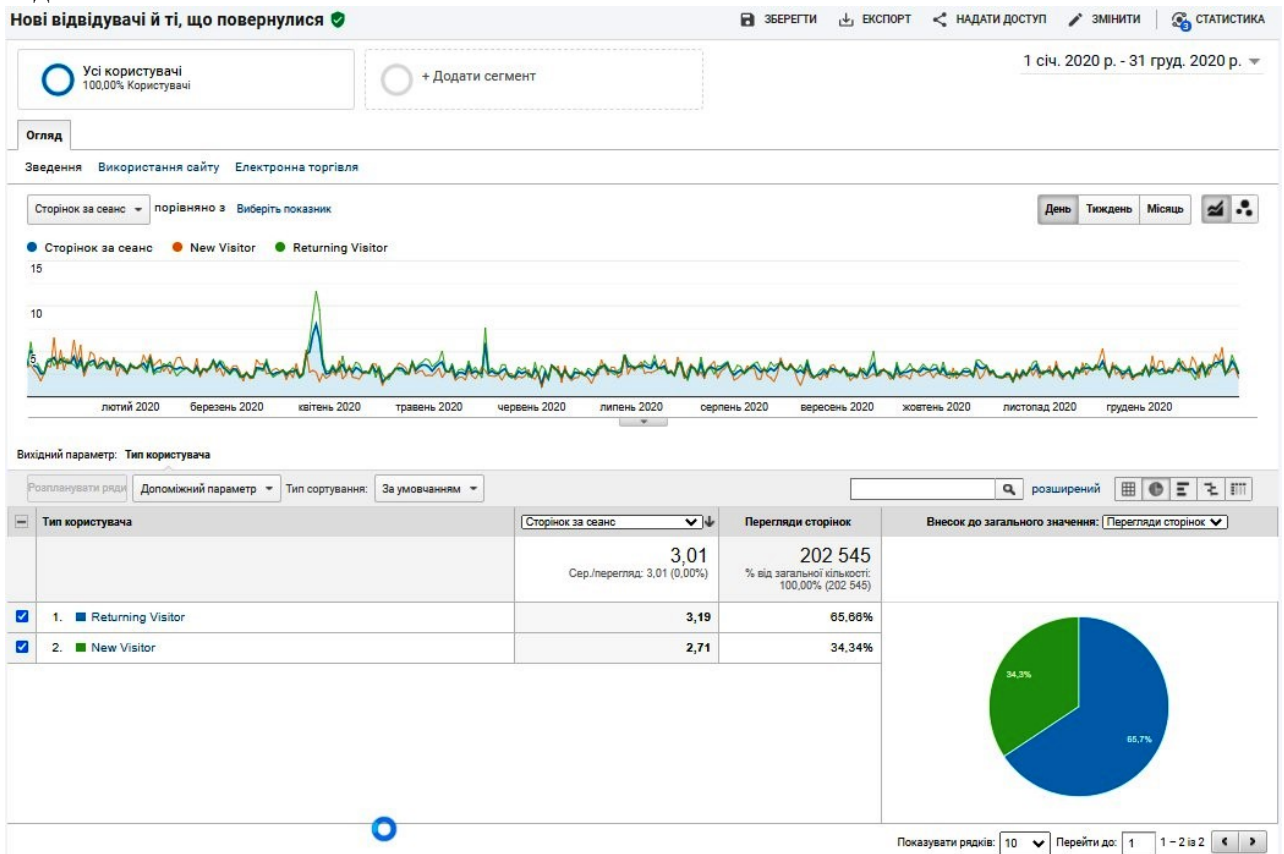 Нові відвідувачі й ті, що повернулися
ЗБЕРЕГТИ ЕКСПОРТ НАДАТИ ДОСТУП ЗМІНИТИ 3 СТАТИСТИКА
Усі користувачі
100,00% Користувачі
+ Додати сегмент
1 січ. 2020 р. - 31 груд. 2020 р.
Огляд
Зведення Використання сайту Електронна торгівля
Сторінок за сеанс порівняно з Виберіть показник
День Тиждень Місяць
Сторінок за сеанс New Visitor Returning Visitor
15
10
5
лютий 2020 березень 2020 квітень 2020 травень 2020 червень 2020 липень 2020 серпень 2020 вересень 2020 жовтень 2020 листопад 2020 грудень 2020
Вихідний параметр: Тип користувача
Розпланувати ряди Допоміжний параметр Тип сортування: За умовчанням розширений
Тип користувача Сторінок за сеанс Перегляди сторінок Внесок до загального значення: Перегляди сторінок
3,01 202 545
Сер./перегляд: 3,01 (0,00%) % від загальної кількості:
100,00% (202 545)
1. Returning Visitor 3,19 65,66%
2. New Visitor 2,71 34,34%
34,3%
65,7%
Показувати рядків: 10 Перейти до: 1 1 – 2 із 2